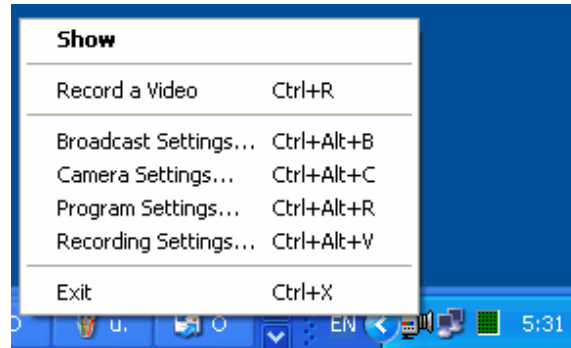 Show
Record a Video Ctrl+R
Broadcast Settings... Ctrl+Alt+B
Camera Settings... Ctrl+Alt+C
Program Settings... Ctrl+Alt+R
Recording Settings... Ctrl+Alt+V
Exit Ctrl+X
u. O EN 5:31